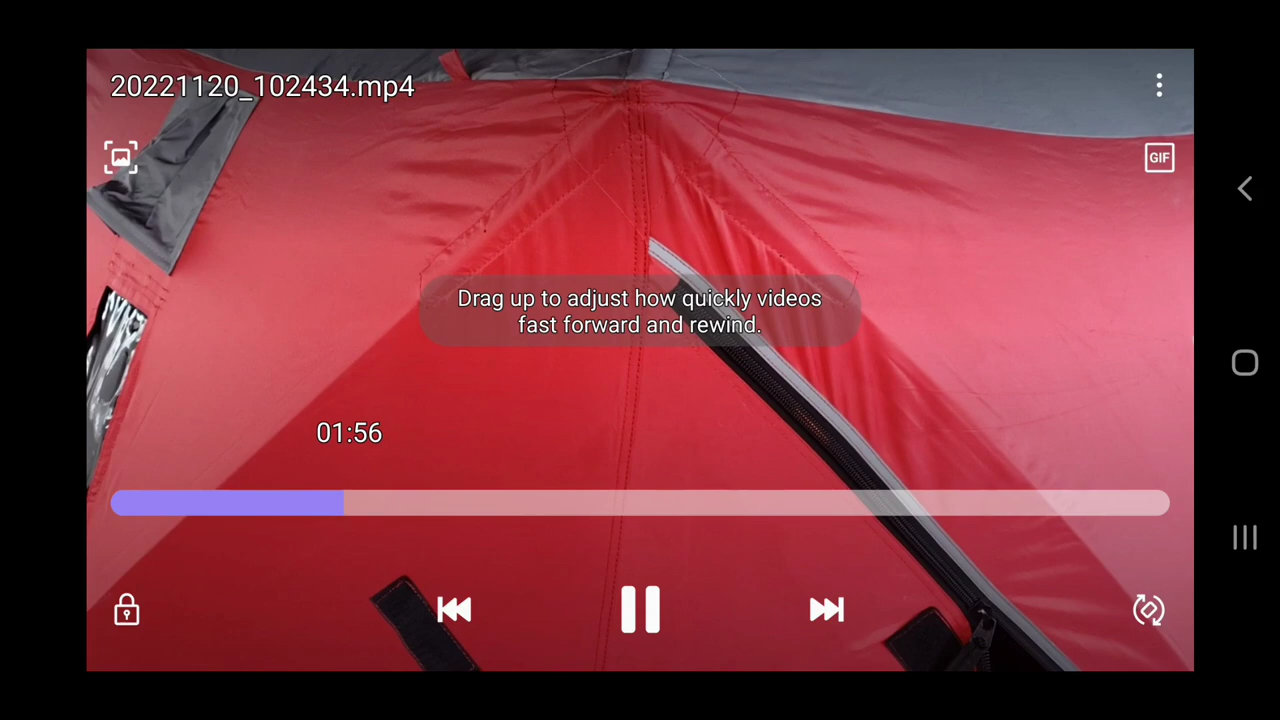 20221120_102434.mp4
GIF
Drag up to adjust how quickly videos
fast forward and rewind.
01:56